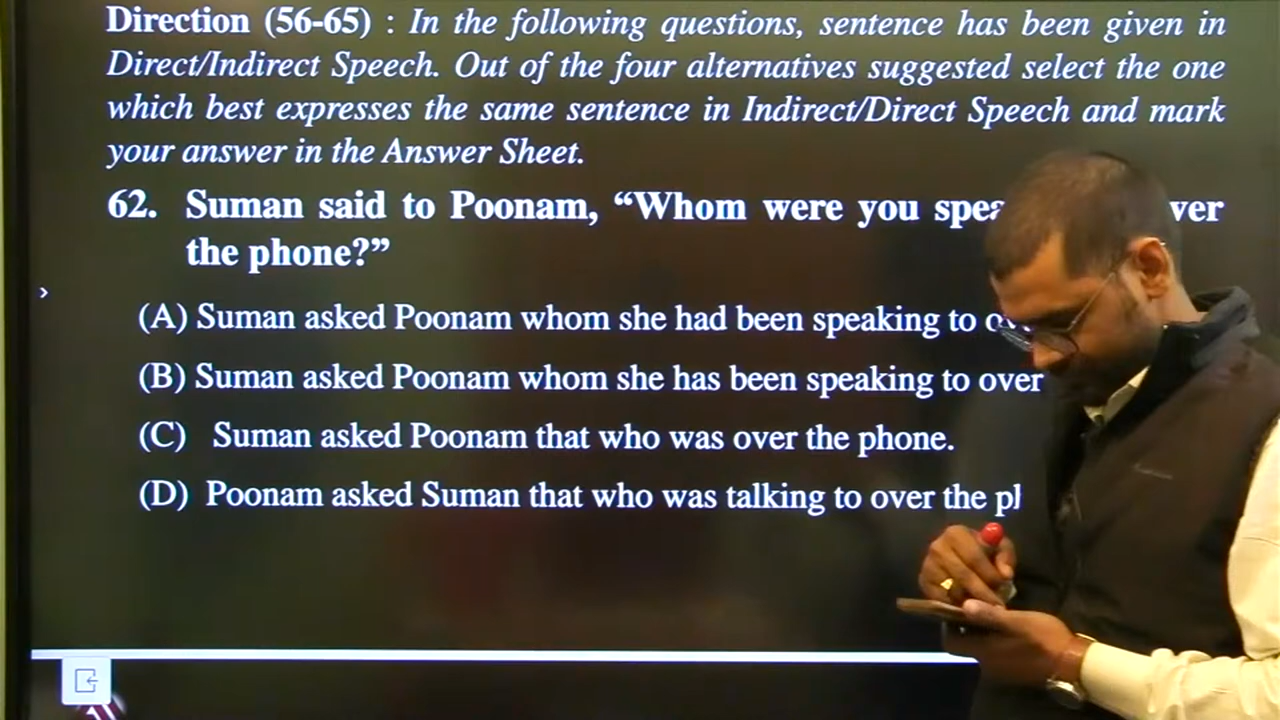 Direction (56-65) : In the following questions, sentence has been given in
Direct/Indirect Speech. Out of the four alternatives suggested select the one
which best expresses the same sentence in Indirect/Direct Speech and mark
your answer in the Answer Sheet.
62. Suman said to Poonam, “Whom were you
the phone?”
(A) Suman asked Poonam whom she had been speaking to
(B) Suman asked Poonam whom she has been speaking to over
(C) Suman asked Poonam that who was over the phone.
(D) Poonam asked Suman that who was talking to over the